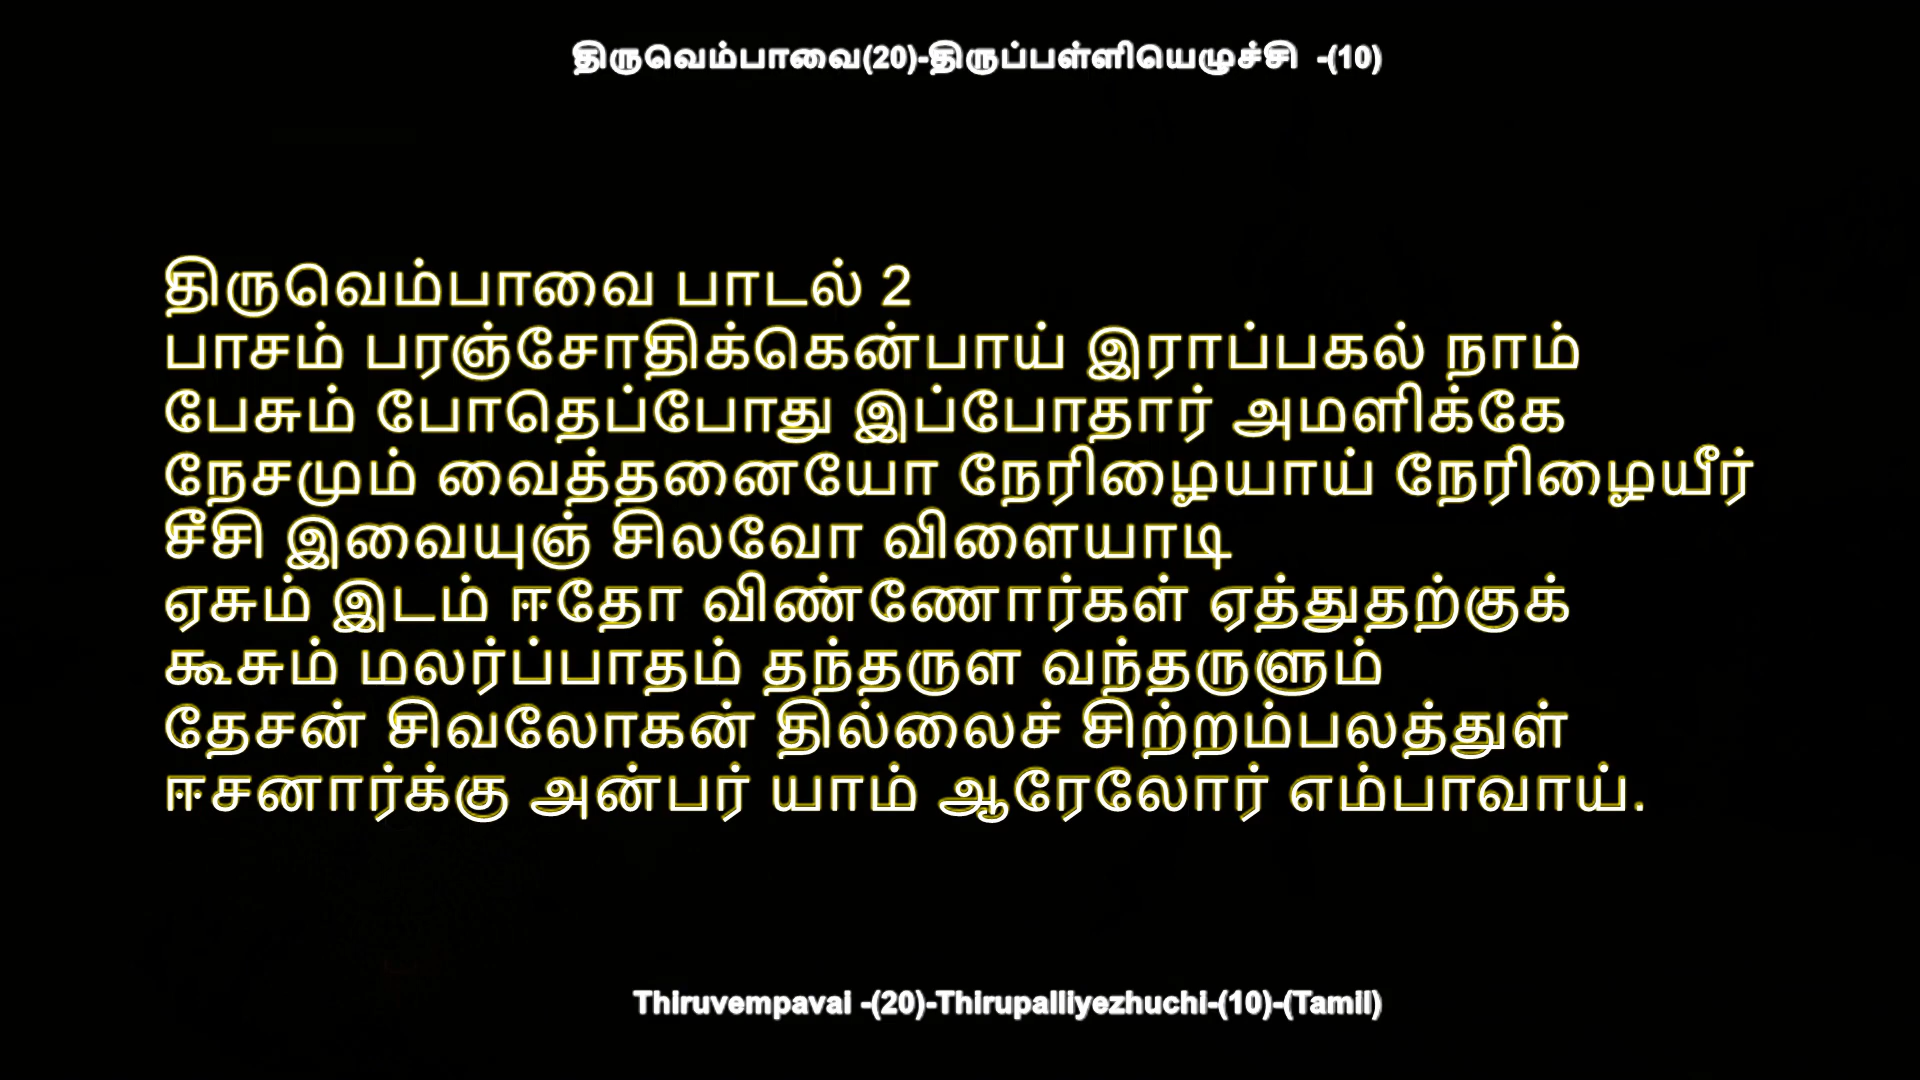 திருவெம்பாவை(20)-திருப்பள்ளியெழுச்சி -(10)
திருவெம்பாவை பாடல் 2
பாசம் பரஞ்சோதிக்கென்பாய் இராப்பகல் நாம்
பேசும் போதெப்போது இப்போதார் அமளிக்கே
நேசமும் வைத்தனையோ நேரிழையாய் நேரிழையீர்
சீசி இவையுஞ் சிலவோ விளையாடி
ஏசும் இடம் ஈதோ விண்ணோர்கள் ஏத்துதற்குக்
கூசும் மலர்ப்பாதம் தந்தருள வந்தருளும்
தேசன் சிவலோகன் தில்லைச் சிற்றம்பலத்துள்
ஈசனார்க்கு அன்பர் யாம் ஆரேலோர் எம்பாவாய்.
Thiruvempavai -(20)-Thirupalliyezhuchi-(10)-(Tamil)